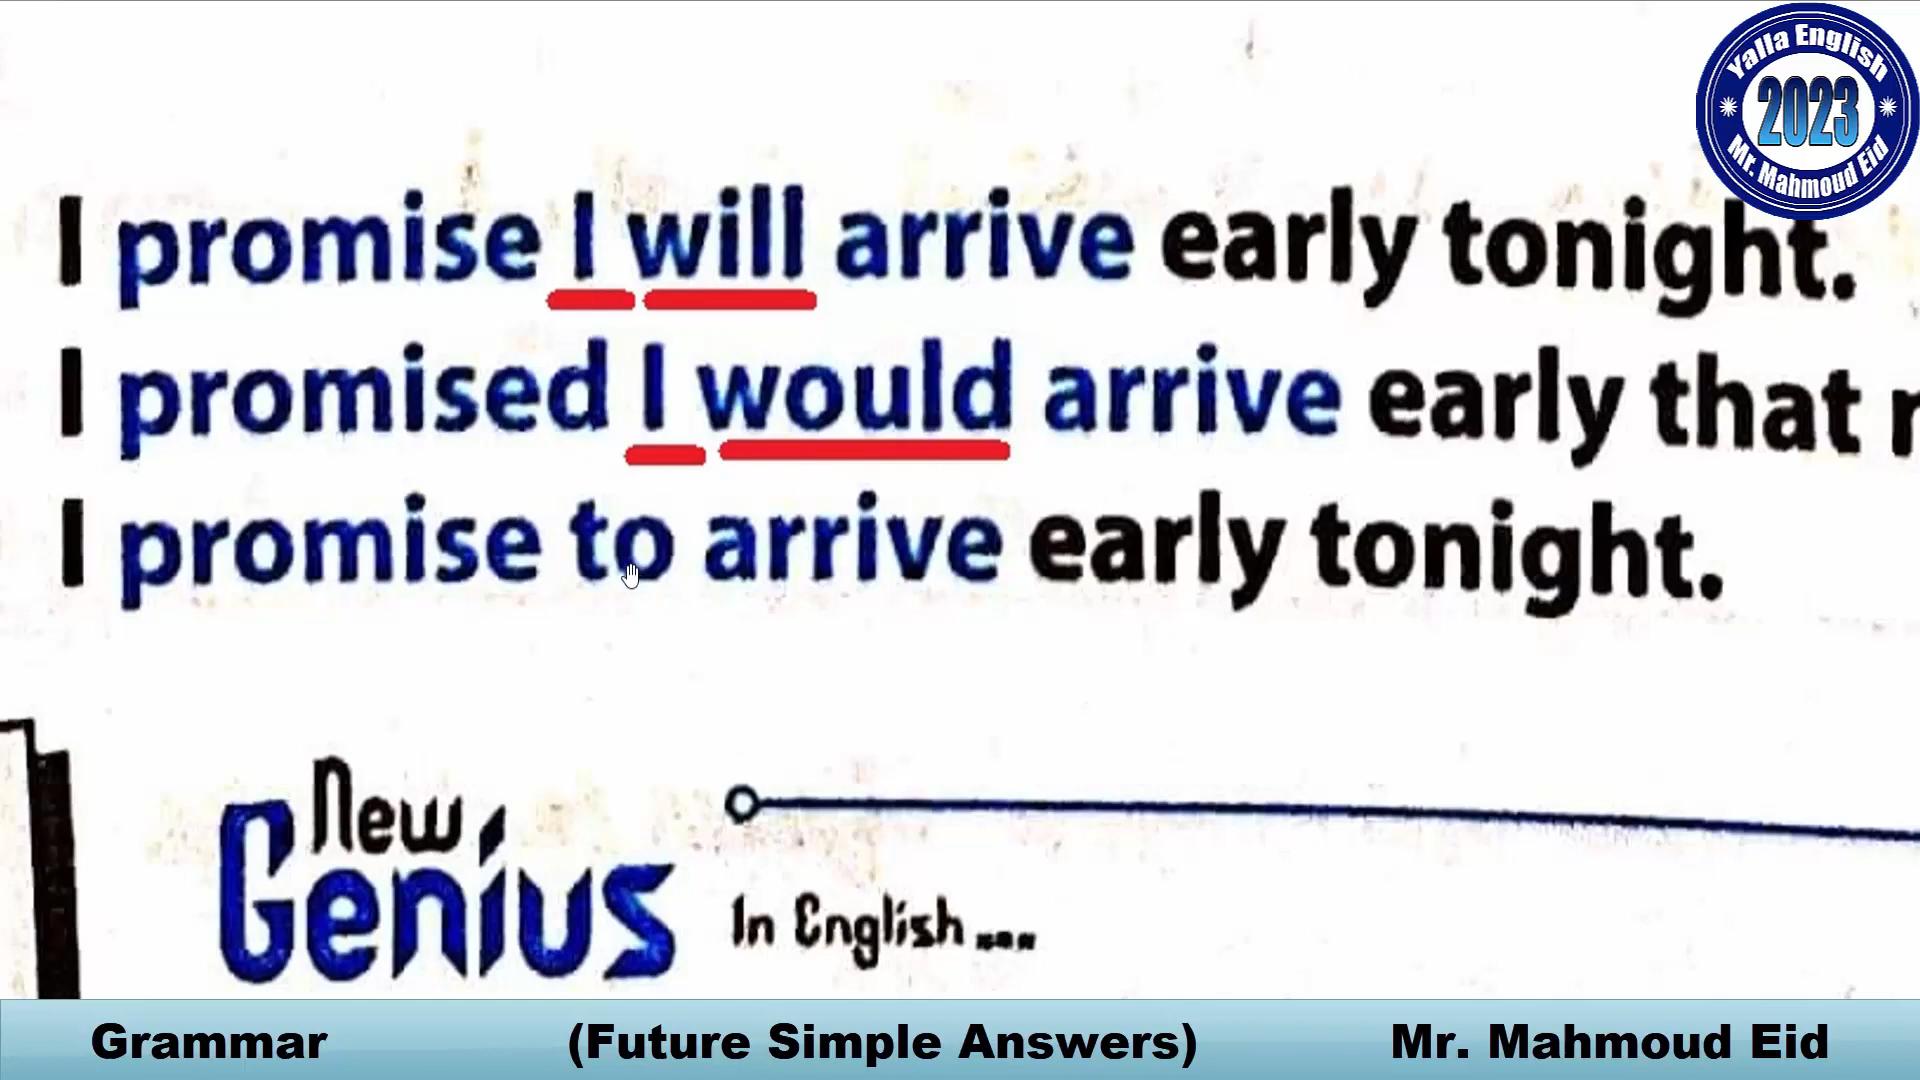 Yalla English
2023
Mr. Mahmoud Eid
I promise I will arrive early tonight.
I promised I would arrive early that
I promise to arrive early tonight.
New
Genius
In English ...
Grammar (Future Simple Answers) Mr. Mahmoud Eid